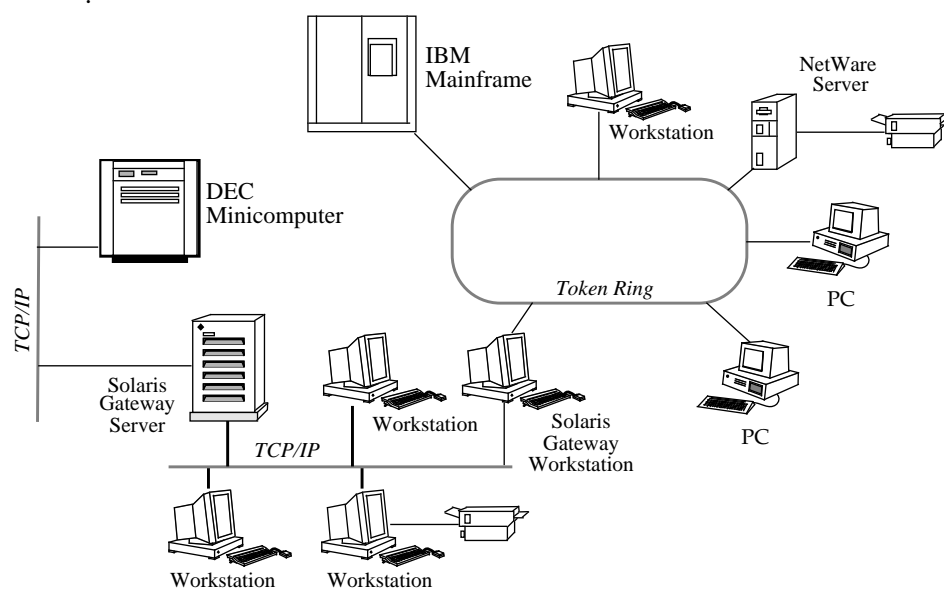 IBM
Mainframe
NetWare
Server
Workstation
DEC
Minicomputer
TCP/IP
Token Ring
PC
PC
Solaris
Gateway
Server
Workstation
Solaris
Gateway
Workstation
TCP/IP
Workstation
Workstation